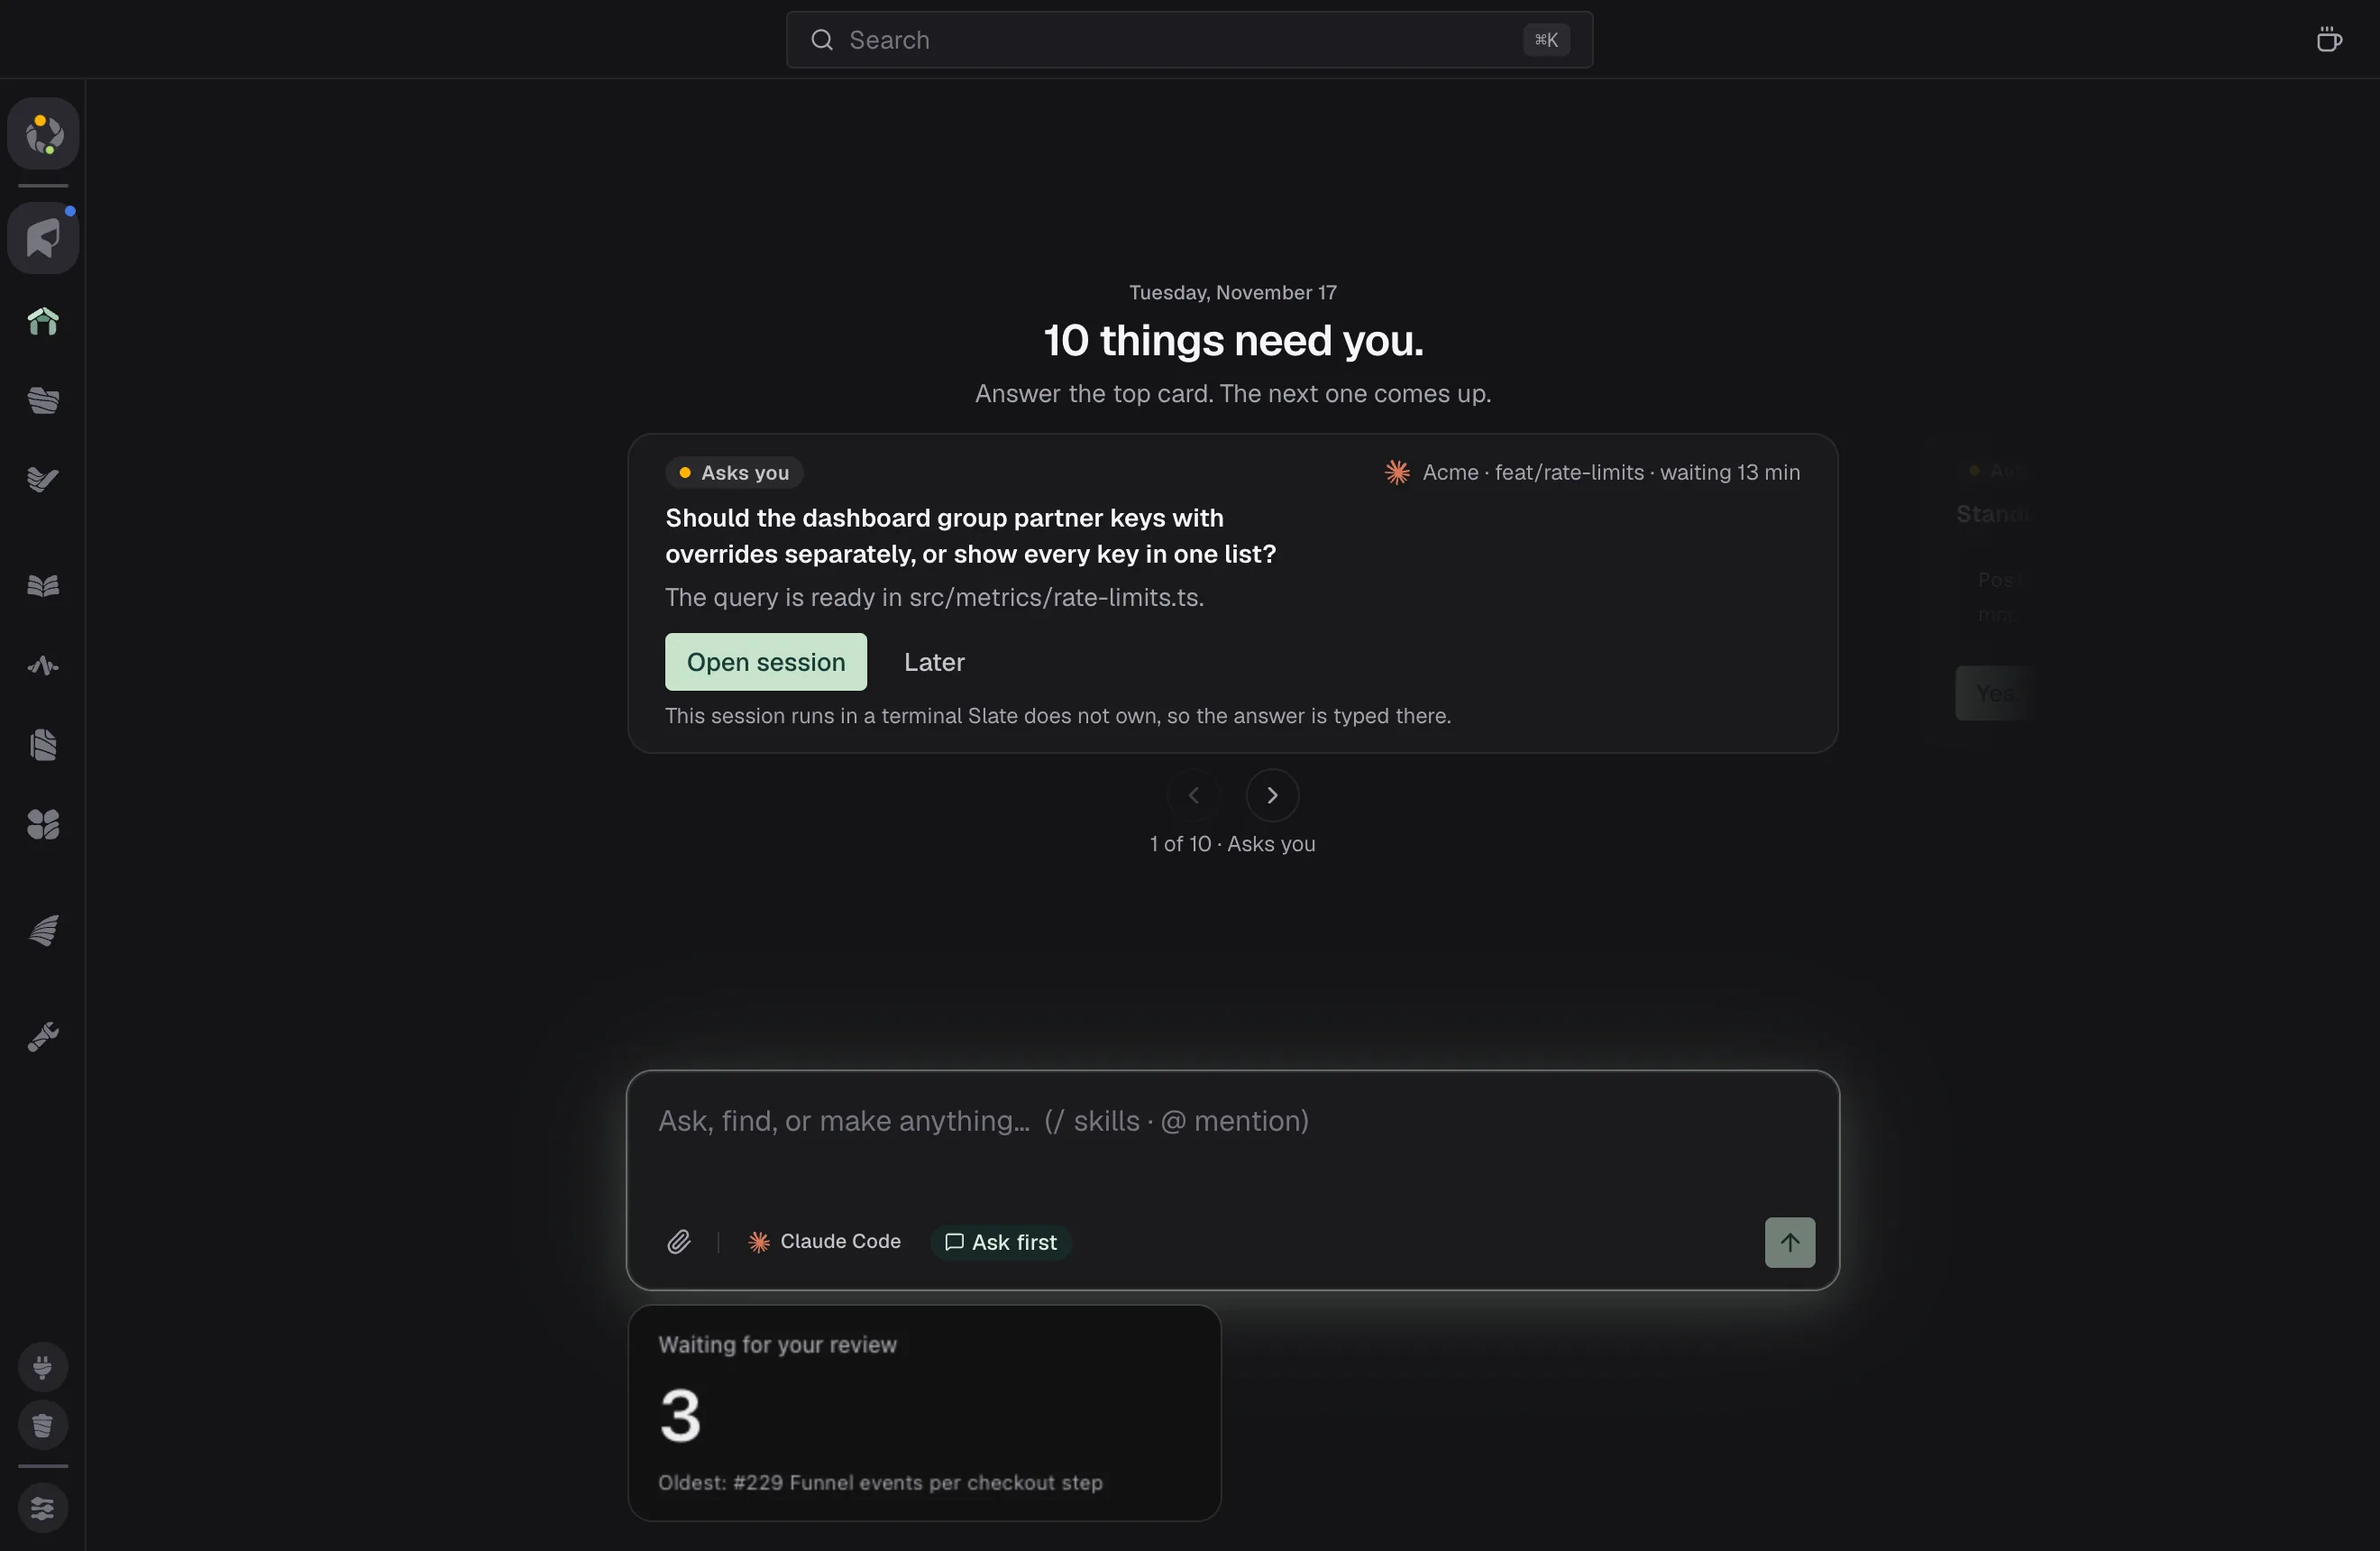 Search
⌘K
Tuesday, November 17
10 things need you.
Answer the top card. The next one comes up.
Asks you
Acme · feat/rate-limits · waiting 13 min
Should the dashboard group partner keys with
overrides separately, or show every key in one list?
The query is ready in src/metrics/rate-limits.ts.
Open session
Later
This session runs in a terminal Slate does not own, so the answer is typed there.
Yes
1 of 10 · Asks you
Ask, find, or make anything… (/ skills · @ mention)
Claude Code
Ask first
Waiting for your review
3
Oldest: #229 Funnel events per checkout step